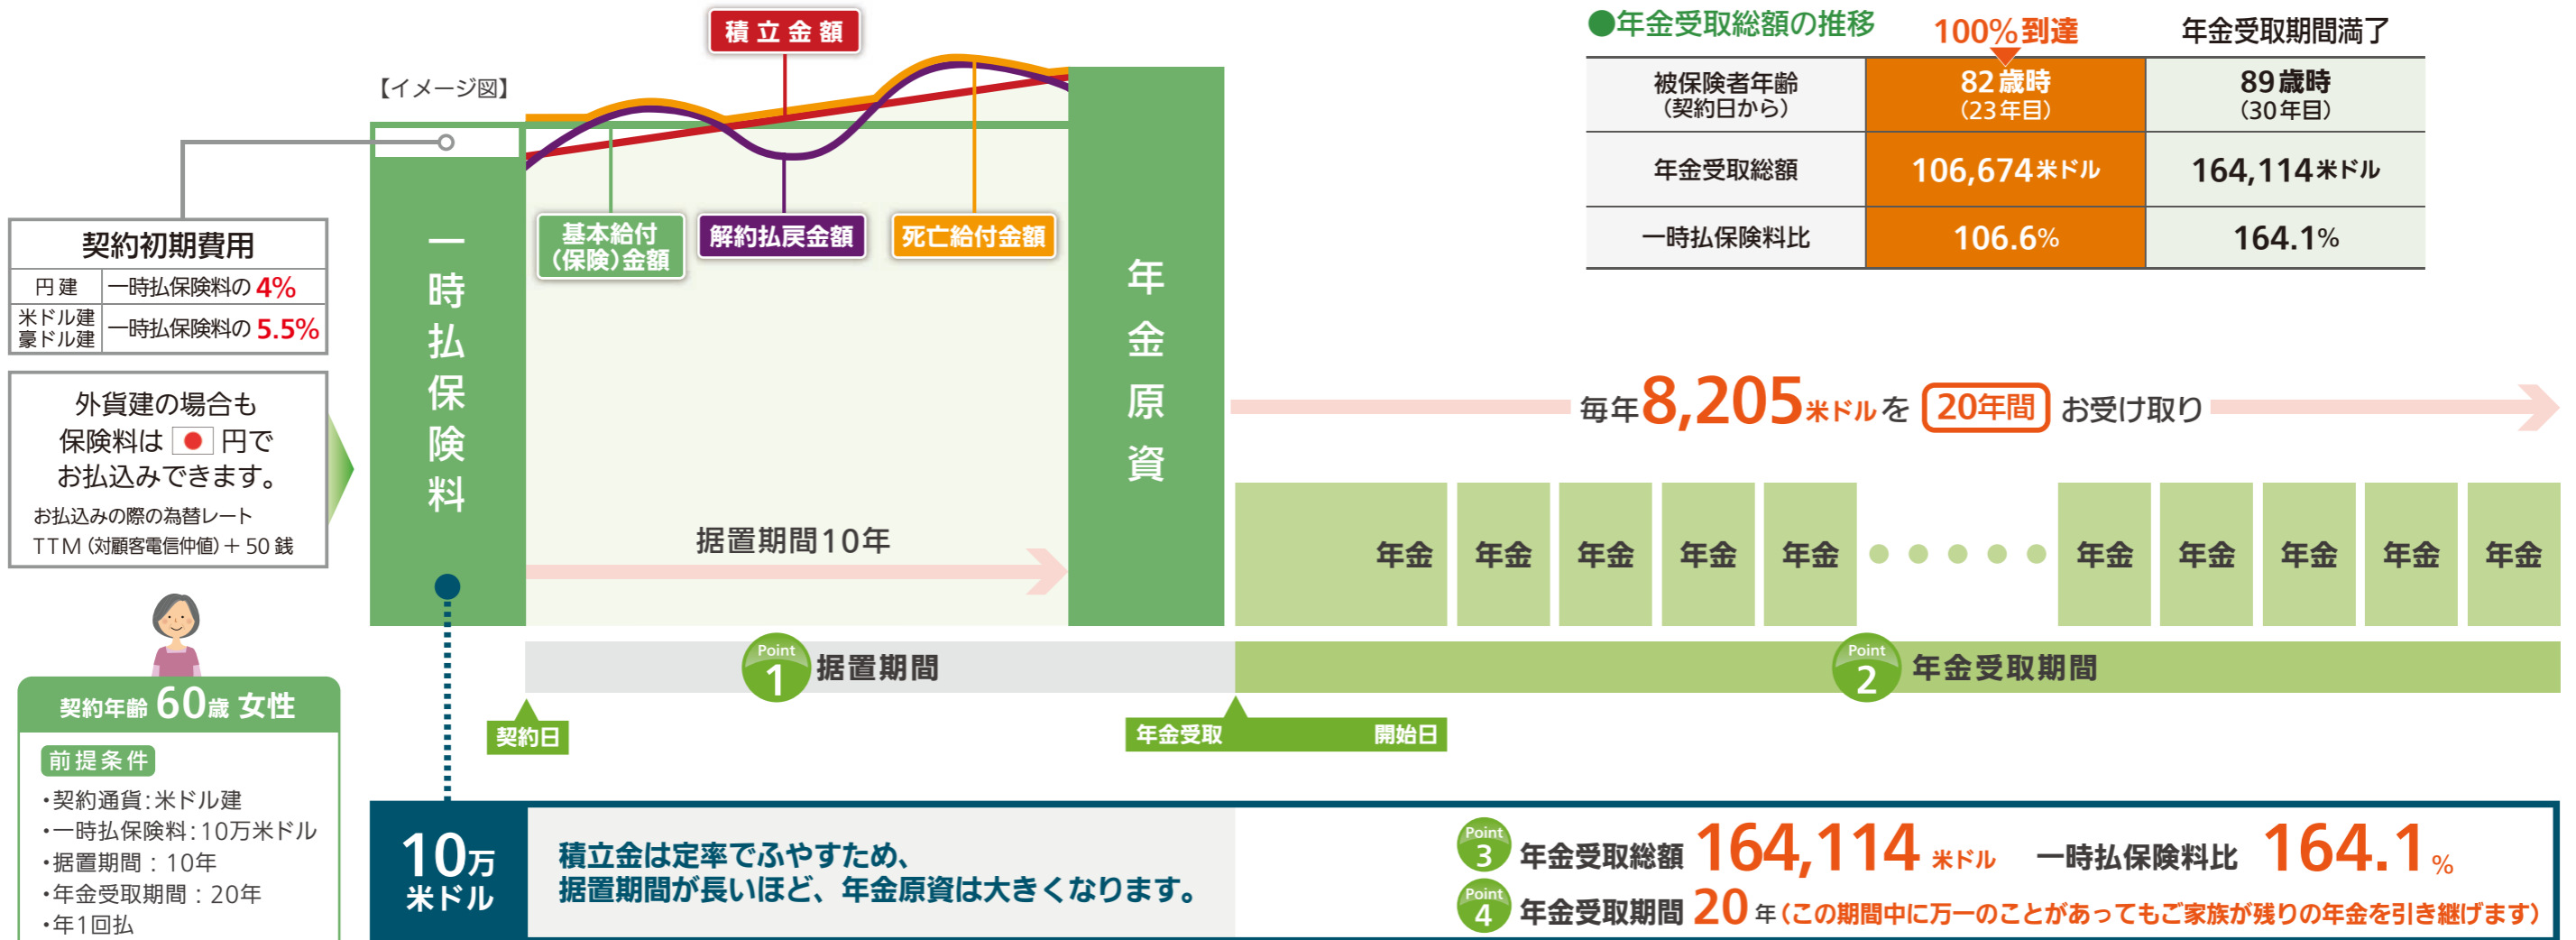 積立金額
【イメージ図】
●年金受取総額の推移
100%到達
年金受取期間満了
被保険者年齢
(契約日から)
82歳時
(23年目)
89歳時
(30年目)
年金受取総額
106,674米ドル
164,114米ドル
一時払保険料比
106.6%
164.1%
契約初期費用
円建 一時払保険料の4%
米ドル建
豪ドル建
一時払保険料の5.5%
外貨建の場合も
保険料は 円で
お払込みできます。
お払込みの際の為替レート
TTM(対顧客電信仲値)+50銭
一時払保険料
基本給付
(保険)金額
解約払戻金額
死亡給付金額
据置期間10年
年金原資
毎年8,205米ドルを 20年間 お受け取り
年金 年金 年金 年金 年金 年金 年金 年金 年金 年金
Point
1
据置期間
Point
2
年金受取期間
契約日
年金受取 開始日
契約年齢60歳 女性
前提条件
・契約通貨:米ドル建
・一時払保険料:10万米ドル
・据置期間:10年
・年金受取期間:20年
・年1回払
10万
米ドル
積立金は定率でふやすため、
据置期間が長いほど、年金原資は大きくなります。
Point
3
年金受取総額 164,114米ドル 一時払保険料比 164.1%
Point
4
年金受取期間 20年(この期間中に万一のことがあってもご家族が残りの年金を引き継げます)